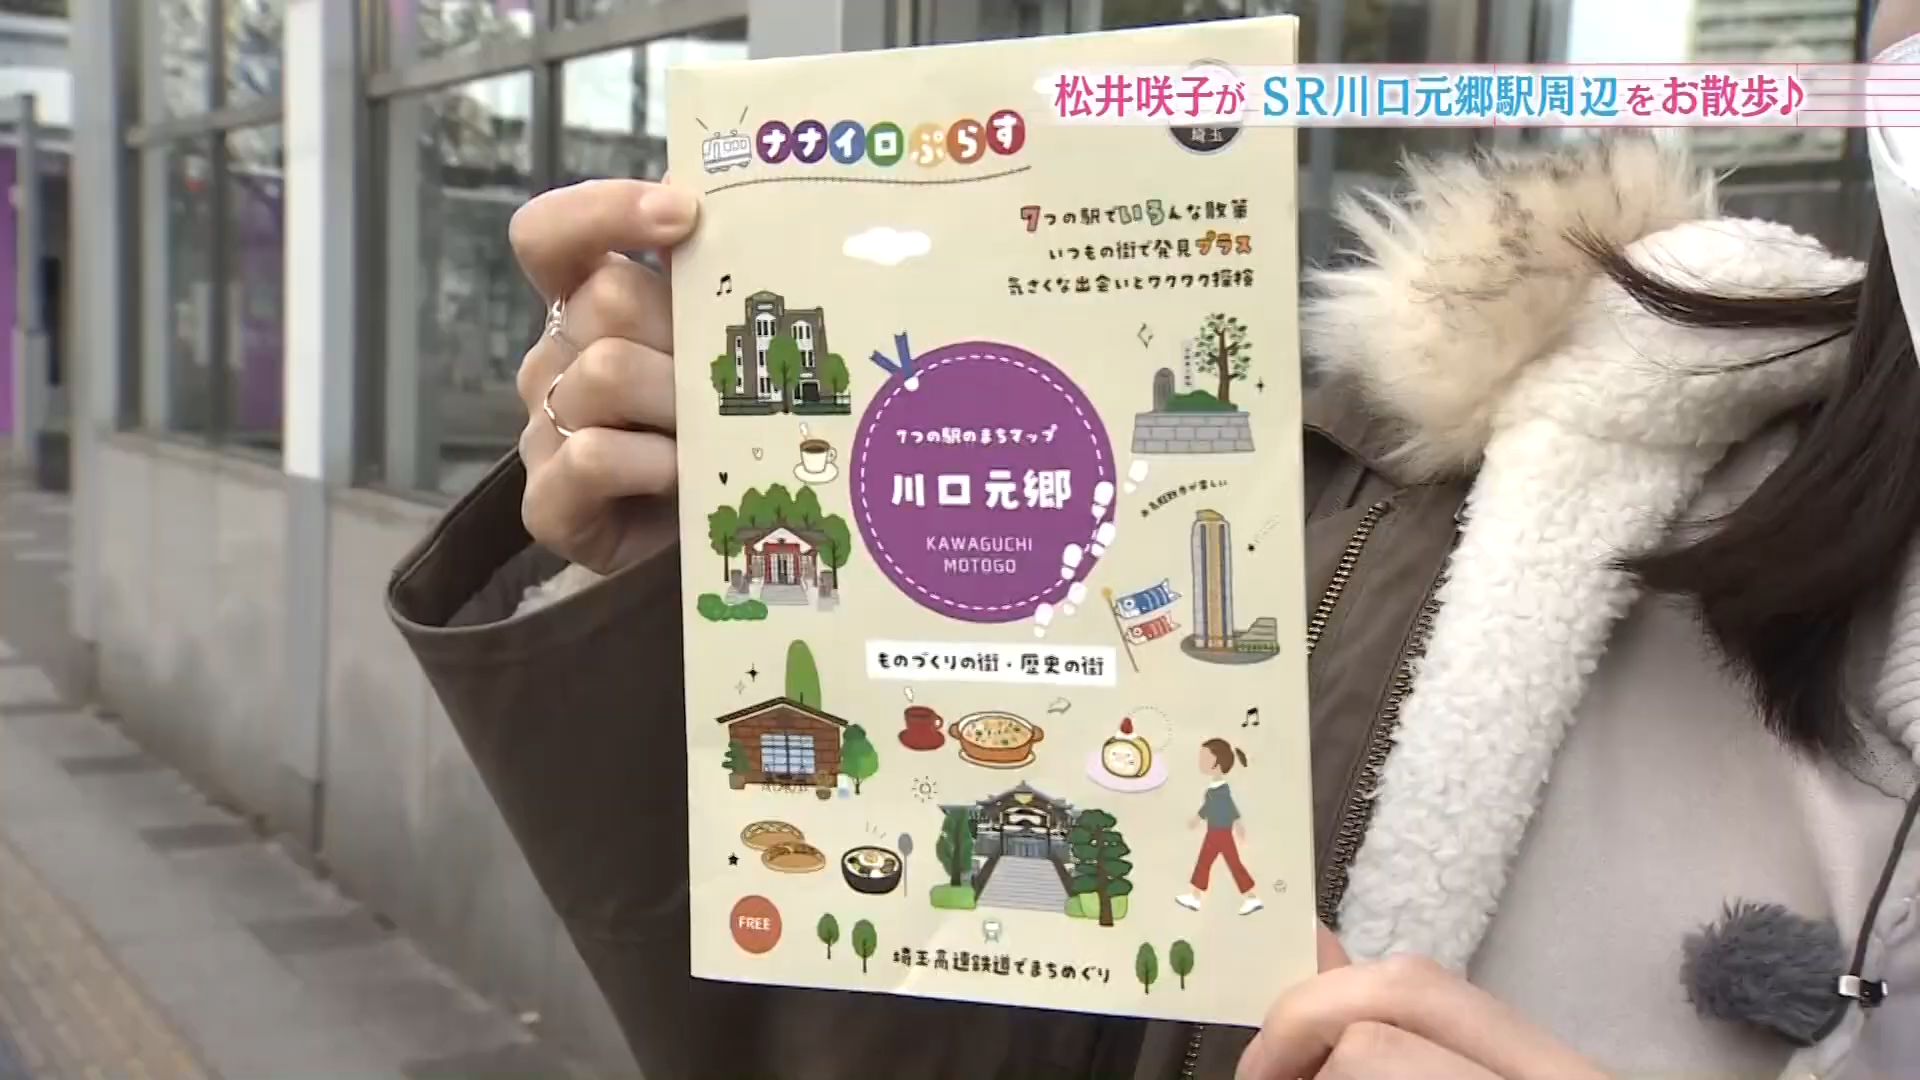 松井咲子が SR川口元郷駅周辺をお散歩♪
ナナイロぷらす
埼玉
7つの駅でいろんな散策
いつもの街で発見プラス
気さくな出会いとワクワク探検
7つの駅のまちマップ
川口元郷
KAWAGUCHI
MOTOGO
ものづくりの街・歴史の街
FREE
埼玉高速鉄道でまちめぐり